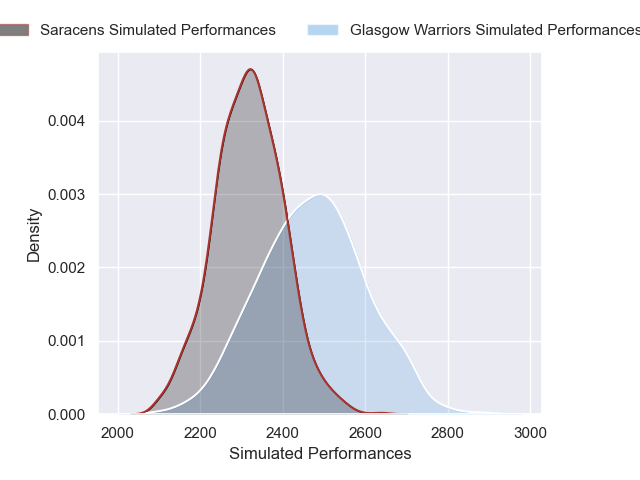 Saracens Simulated Performances
Glasgow Warriors Simulated Performances
0.004
0.003
0.002
0.001
0.000
Density
2000 2200 2400 2600 2800 3000
Simulated Performances